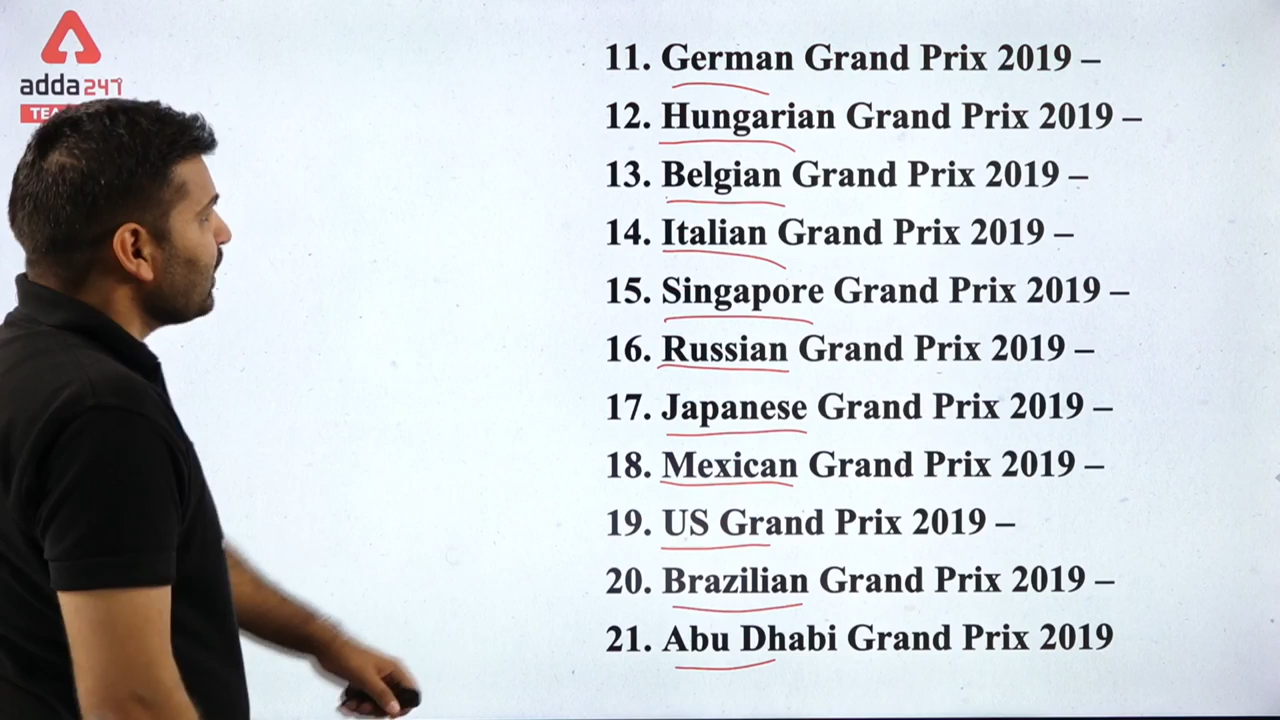 adda247
11. German Grand Prix 2019 –
12. Hungarian Grand Prix 2019 –
13. Belgian Grand Prix 2019 –
14. Italian Grand Prix 2019 –
15. Singapore Grand Prix 2019 –
16. Russian Grand Prix 2019 –
17. Japanese Grand Prix 2019 –
18. Mexican Grand Prix 2019 –
19. US Grand Prix 2019 –
20. Brazilian Grand Prix 2019 –
21. Abu Dhabi Grand Prix 2019